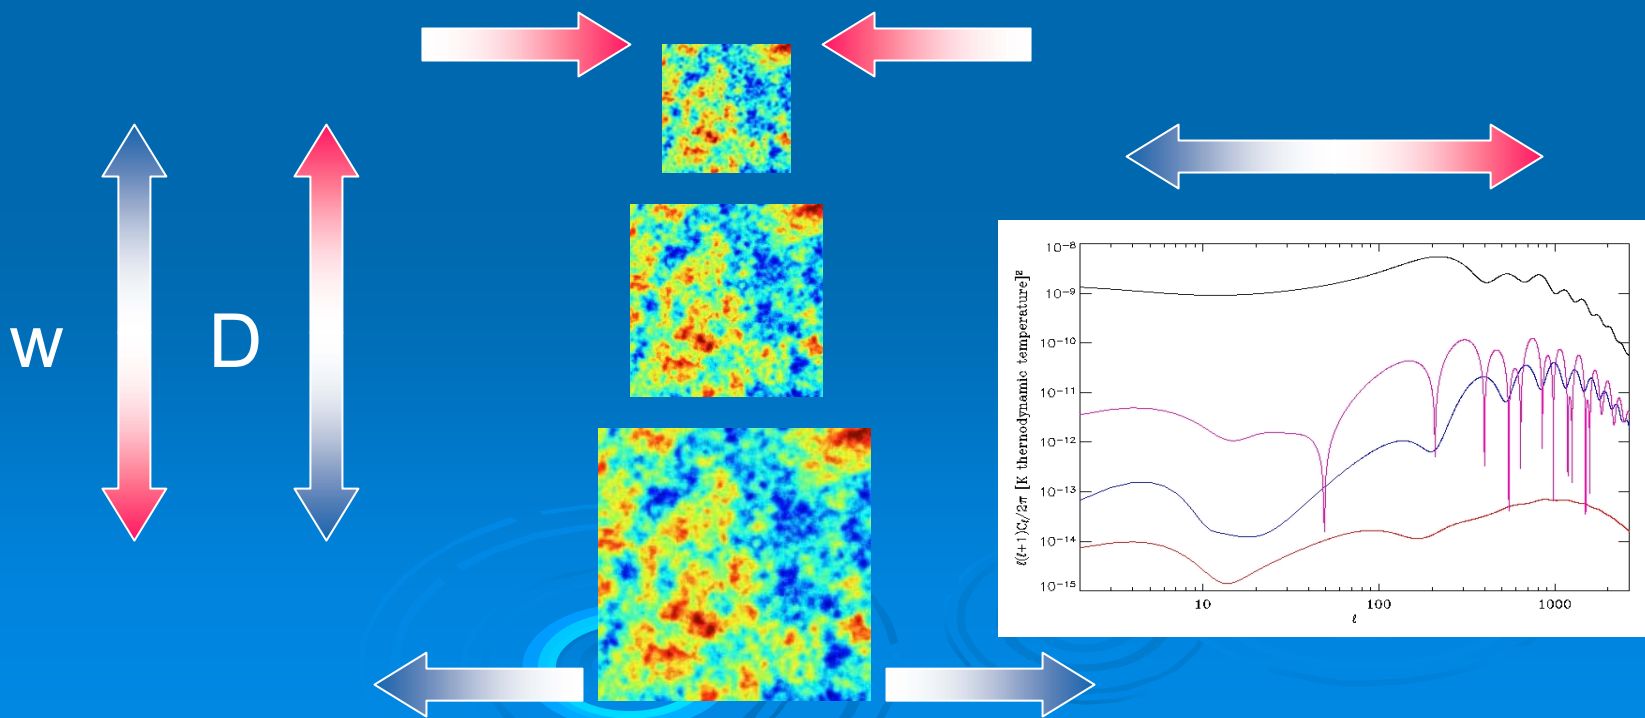 w
D
ℓ(ℓ+1)Cℓ/2π [K thermodynamic temperature]²
10⁻⁸
10⁻⁹
10⁻¹⁰
10⁻¹¹
10⁻¹²
10⁻¹³
10⁻¹⁴
10⁻¹⁵
10 100 1000
ℓ